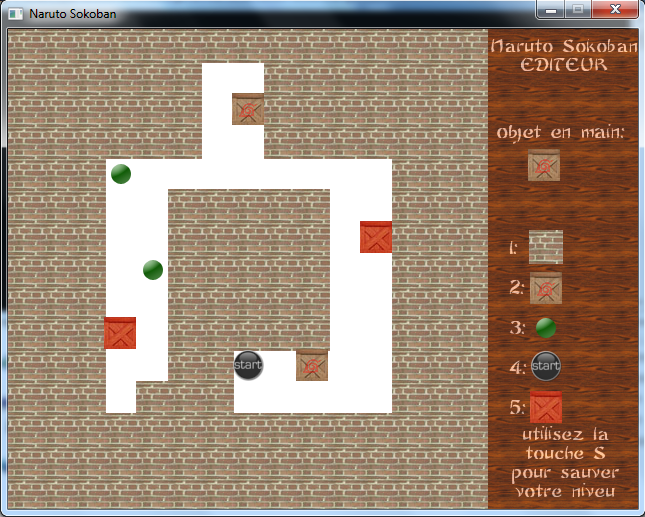 Naruto Sokoban
Naruto Sokoban
EDITEUR
objet en main:
1:
2:
3:
start
4:
start
5:
utilisez la
touche S
pour sauver
votre niveu